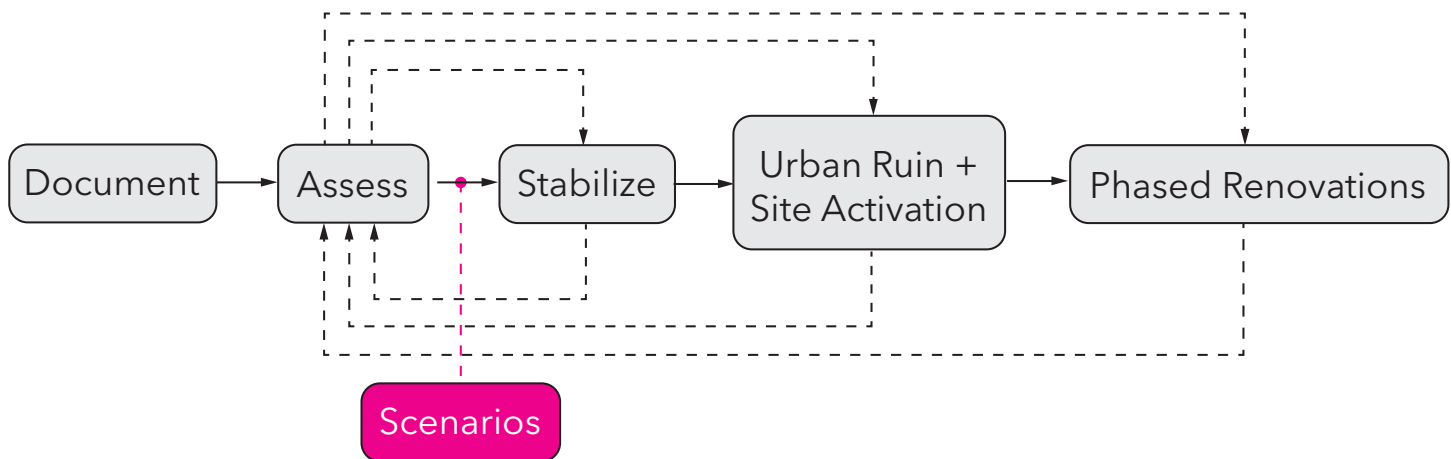 Document
Assess
Stabilize
Urban Ruin +
Site Activation
Phased Renovations
Scenarios